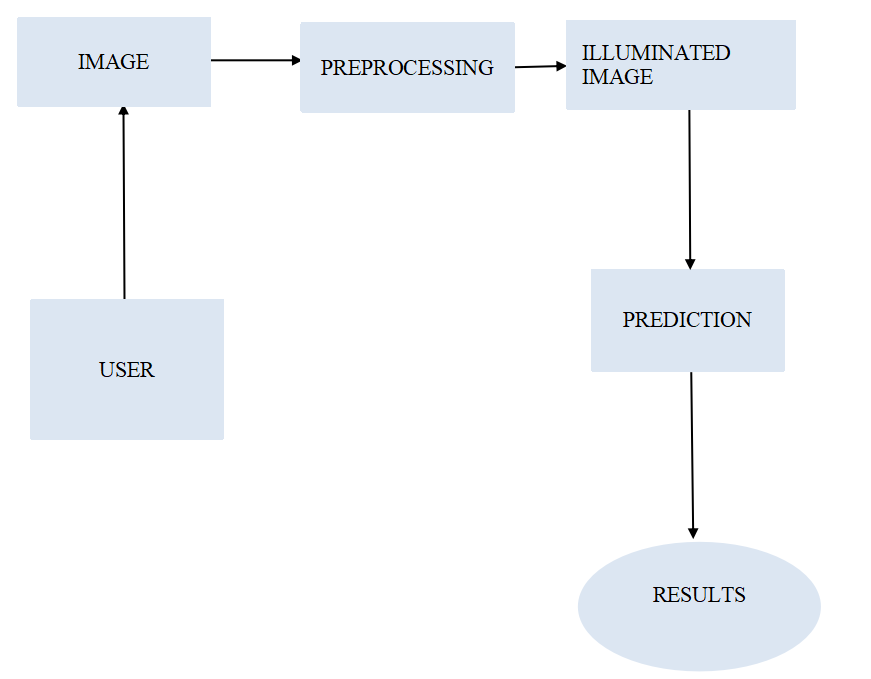 IMAGE
PREPROCESSING
ILLUMINATED
IMAGE
USER
PREDICTION
RESULTS